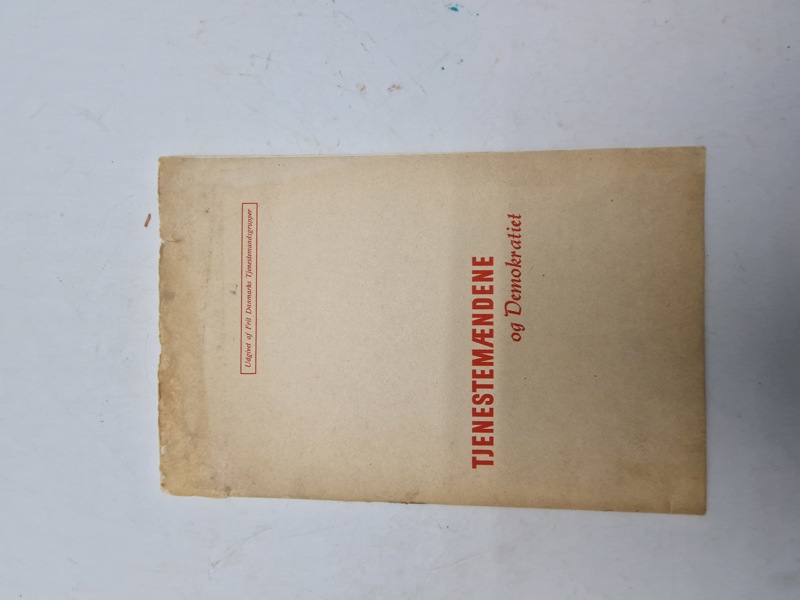 Udgivet af Frit Danmarks Tjenestemandsgrupper
TJENESTEMÆNDENE
og Demokratiet